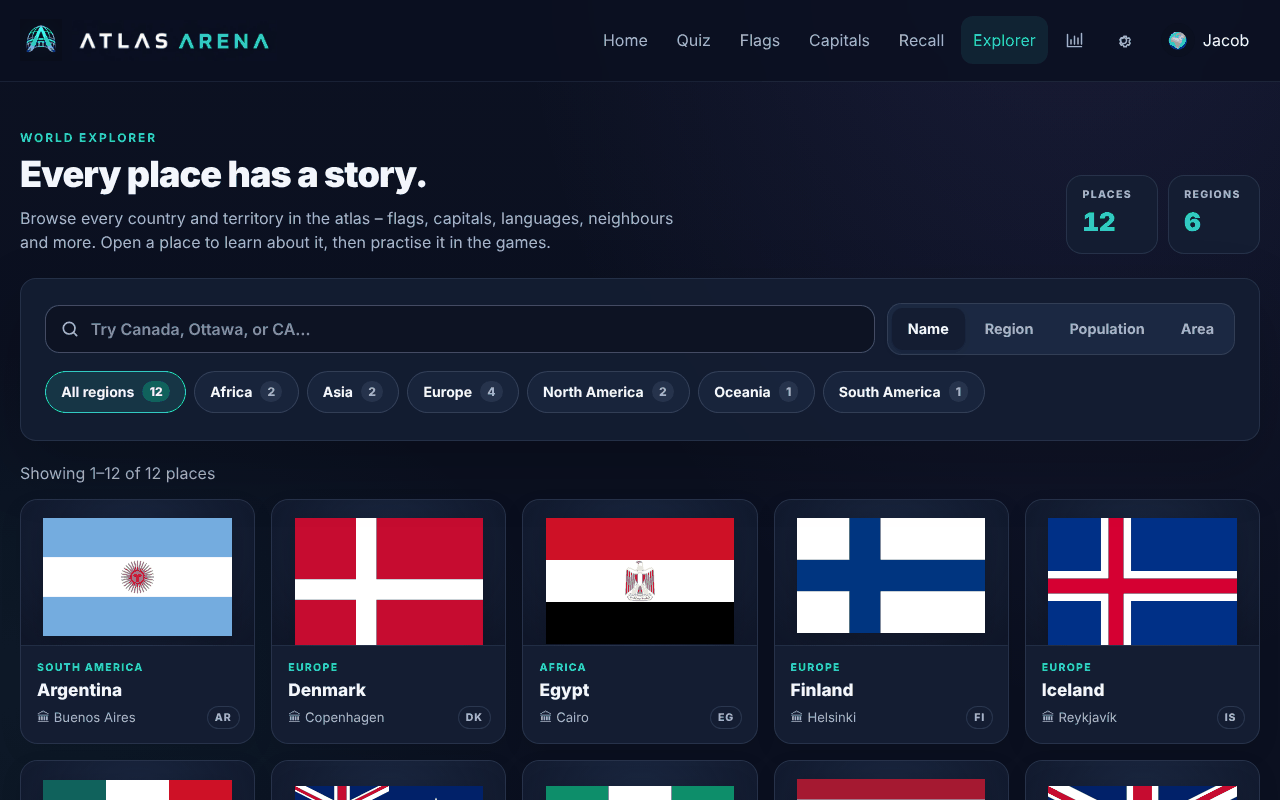 ATLAS ARENA
Home Quiz Flags Capitals Recall Explorer Jacob
WORLD EXPLORER
Every place has a story.
Browse every country and territory in the atlas – flags, capitals, languages, neighbours
and more. Open a place to learn about it, then practise it in the games.
PLACES
12
REGIONS
6
Try Canada, Ottawa, or CA...
Name Region Population Area
All regions 12 Africa 2 Asia 2 Europe 4 North America 2 Oceania 1 South America 1
Showing 1–12 of 12 places
SOUTH AMERICA
Argentina
Buenos Aires AR
EUROPE
Denmark
Copenhagen DK
AFRICA
Egypt
Cairo EG
EUROPE
Finland
Helsinki FI
EUROPE
Iceland
Reykjavík IS